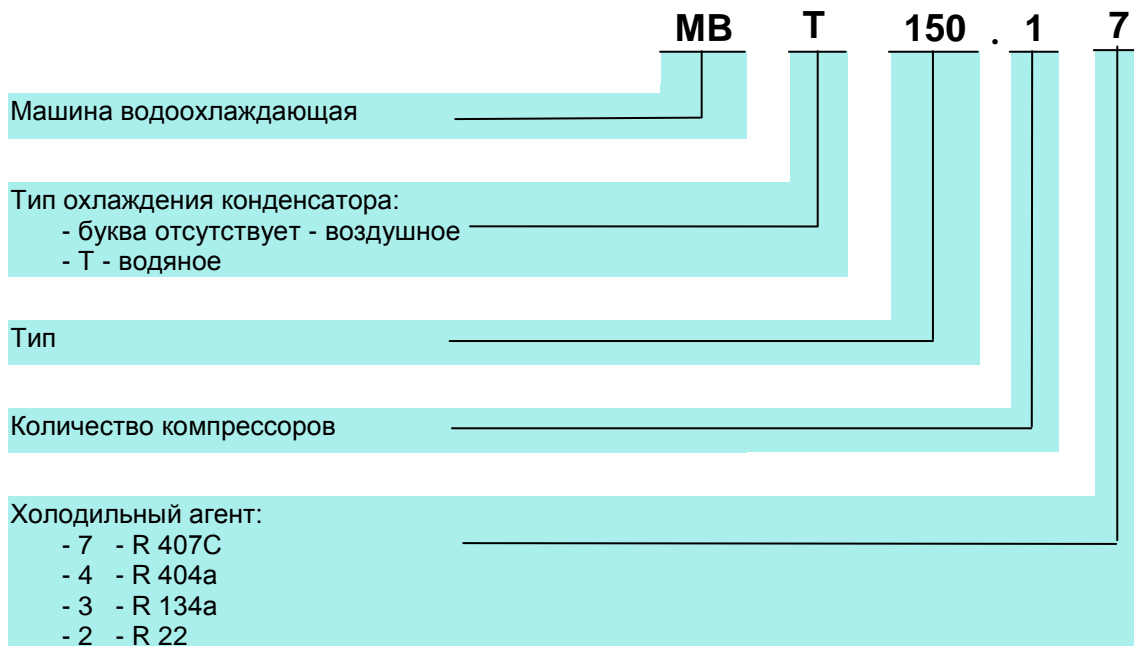 МВ Т 150 . 1 7
Машина водоохлаждающая
Тип охлаждения конденсатора:
- буква отсутствует - воздушное
- Т - водяное
Тип
Количество компрессоров
Холодильный агент:
- 7 - R 407C
- 4 - R 404a
- 3 - R 134a
- 2 - R 22